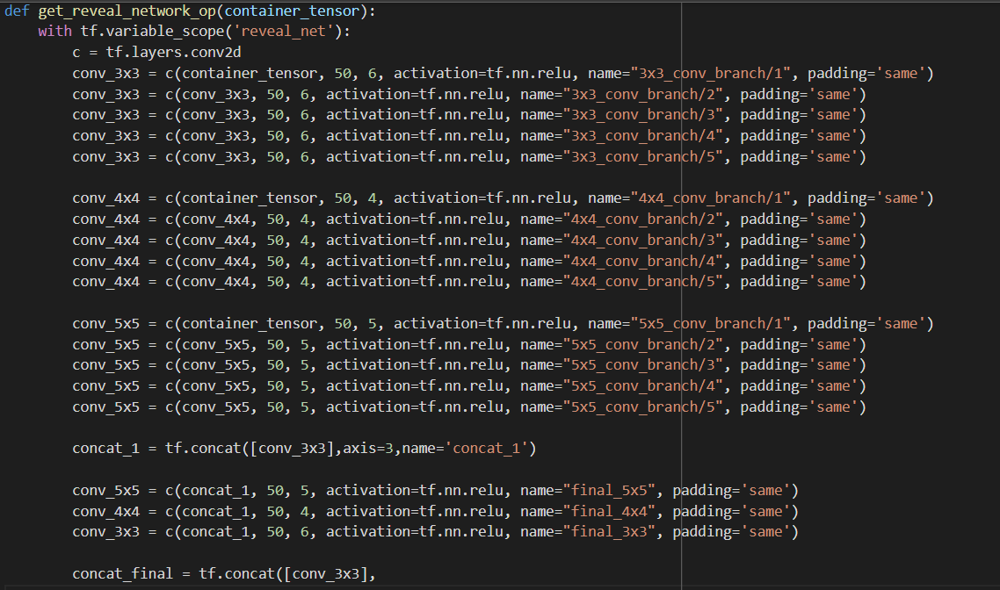 def get_reveal_network_op(container_tensor):
    with tf.variable_scope('reveal_net'):
        c = tf.layers.conv2d
        conv_3x3 = c(container_tensor, 50, 6, activation=tf.nn.relu, name="3x3_conv_branch/1", padding='same')
        conv_3x3 = c(conv_3x3, 50, 6, activation=tf.nn.relu, name="3x3_conv_branch/2", padding='same')
        conv_3x3 = c(conv_3x3, 50, 6, activation=tf.nn.relu, name="3x3_conv_branch/3", padding='same')
        conv_3x3 = c(conv_3x3, 50, 6, activation=tf.nn.relu, name="3x3_conv_branch/4", padding='same')
        conv_3x3 = c(conv_3x3, 50, 6, activation=tf.nn.relu, name="3x3_conv_branch/5", padding='same')

        conv_4x4 = c(container_tensor, 50, 4, activation=tf.nn.relu, name="4x4_conv_branch/1", padding='same')
        conv_4x4 = c(conv_4x4, 50, 4, activation=tf.nn.relu, name="4x4_conv_branch/2", padding='same')
        conv_4x4 = c(conv_4x4, 50, 4, activation=tf.nn.relu, name="4x4_conv_branch/3", padding='same')
        conv_4x4 = c(conv_4x4, 50, 4, activation=tf.nn.relu, name="4x4_conv_branch/4", padding='same')
        conv_4x4 = c(conv_4x4, 50, 4, activation=tf.nn.relu, name="4x4_conv_branch/5", padding='same')

        conv_5x5 = c(container_tensor, 50, 5, activation=tf.nn.relu, name="5x5_conv_branch/1", padding='same')
        conv_5x5 = c(conv_5x5, 50, 5, activation=tf.nn.relu, name="5x5_conv_branch/2", padding='same')
        conv_5x5 = c(conv_5x5, 50, 5, activation=tf.nn.relu, name="5x5_conv_branch/3", padding='same')
        conv_5x5 = c(conv_5x5, 50, 5, activation=tf.nn.relu, name="5x5_conv_branch/4", padding='same')
        conv_5x5 = c(conv_5x5, 50, 5, activation=tf.nn.relu, name="5x5_conv_branch/5", padding='same')

        concat_1 = tf.concat([conv_3x3],axis=3,name='concat_1')

        conv_5x5 = c(concat_1, 50, 5, activation=tf.nn.relu, name="final_5x5", padding='same')
        conv_4x4 = c(concat_1, 50, 4, activation=tf.nn.relu, name="final_4x4", padding='same')
        conv_3x3 = c(concat_1, 50, 6, activation=tf.nn.relu, name="final_3x3", padding='same')

        concat_final = tf.concat([conv_3x3],